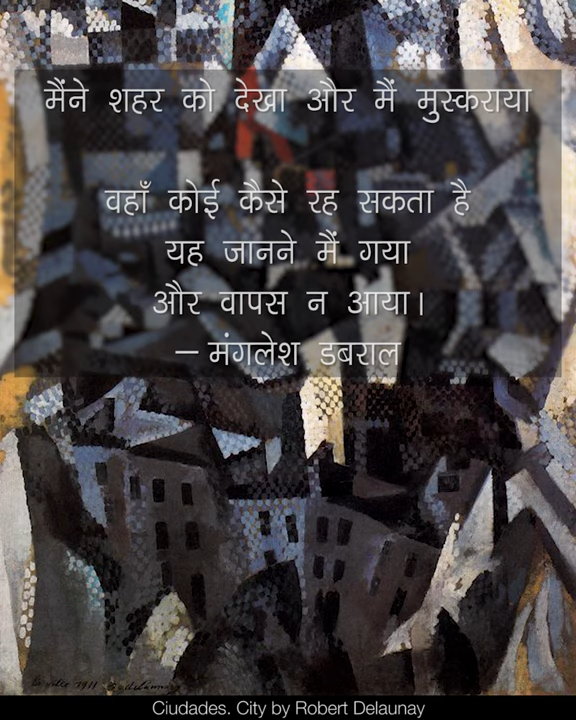 मैंने शहर को देखा और मैं मुस्कराया
वहाँ कोई कैसे रह सकता है
यह जानने मैं गया
और वापस न आया।
– मंगलेश डबराल
Ciudades. City by Robert Delaunay